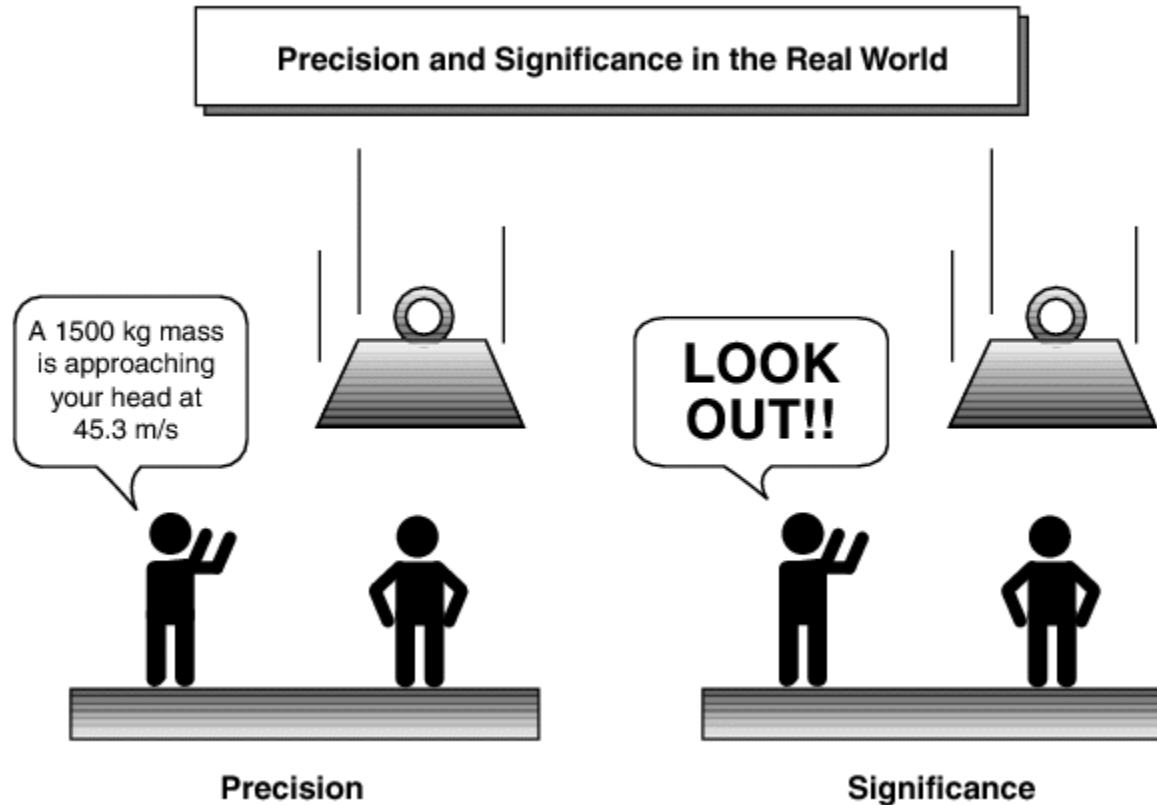 Precision and Significance in the Real World
A 1500 kg mass
is approaching
your head at
45.3 m/s
LOOK
OUT!!
Precision
Significance